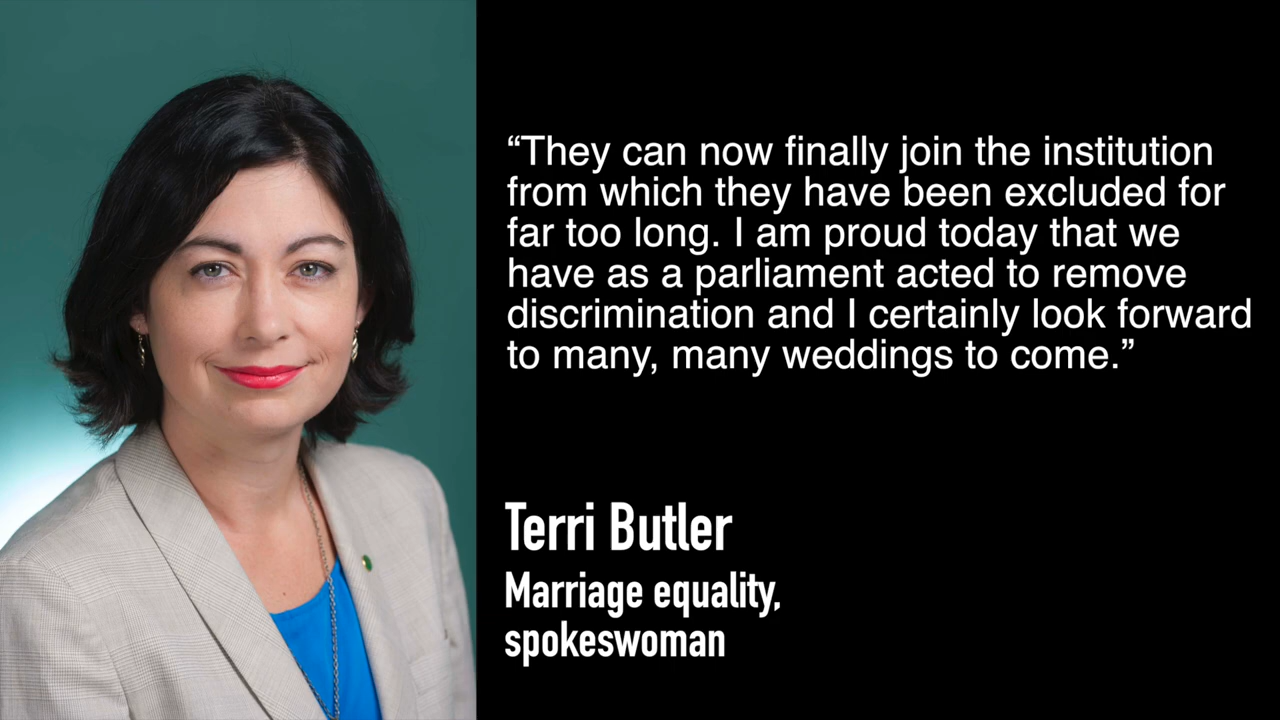 “They can now finally join the institution
from which they have been excluded for
far too long. I am proud today that we
have as a parliament acted to remove
discrimination and I certainly look forward
to many, many weddings to come.”
Terri Butler
Marriage equality,
spokeswoman